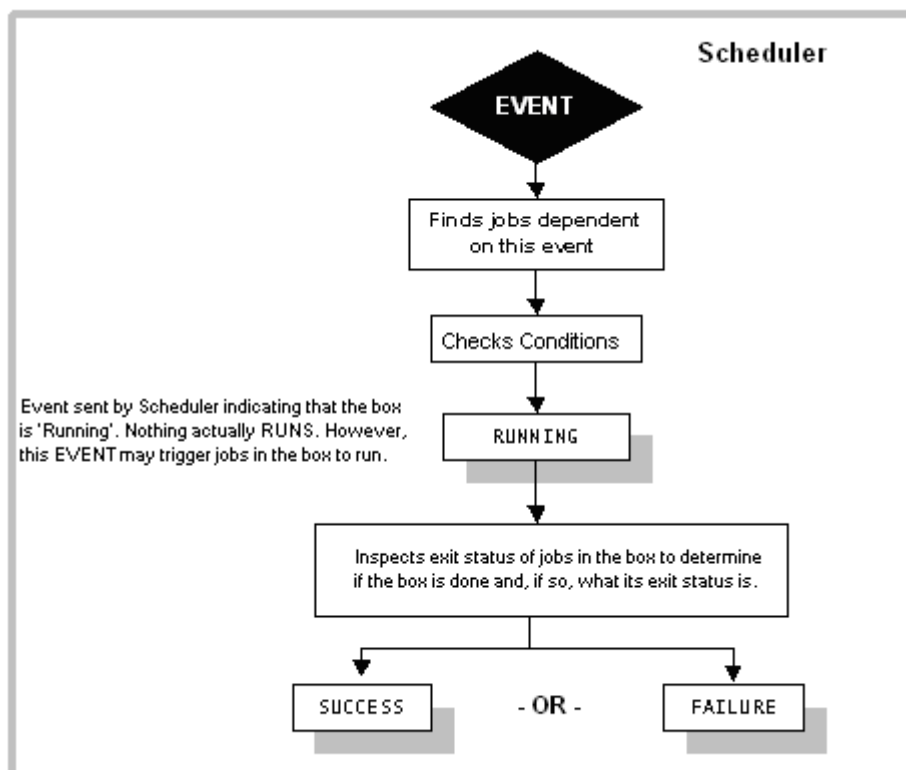 Scheduler
EVENT
Finds jobs dependent
on this event
Checks Conditions
Event sent by Scheduler indicating that the box
is 'Running'. Nothing actually RUNS. However,
this EVENT may trigger jobs in the box to run.
RUNNING
Inspects exit status of jobs in the box to determine
if the box is done and, if so, what its exit status is.
SUCCESS
- OR -
FAILURE